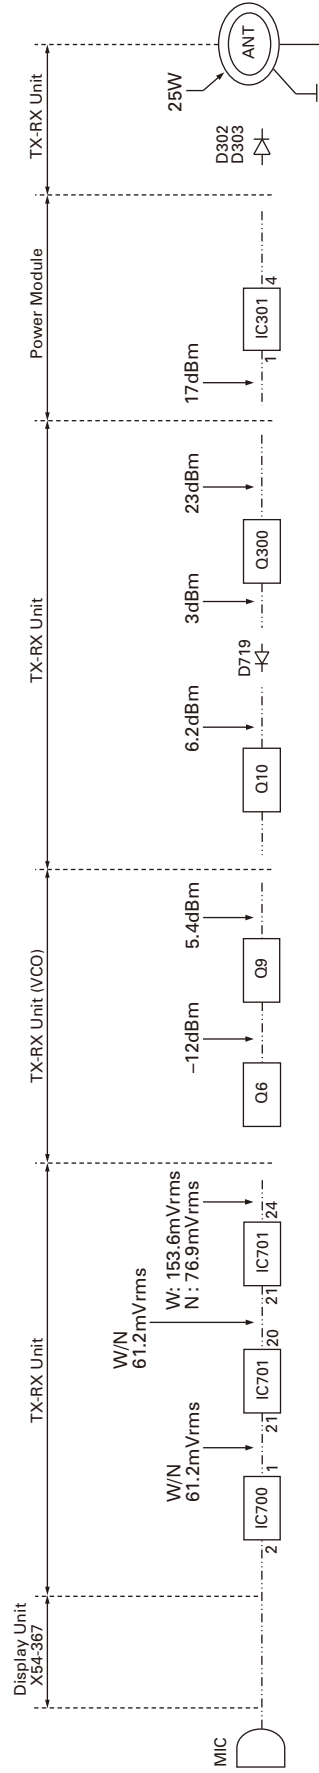 MIC
Display Unit
X54-367
TX-RX Unit
2
IC700
1
W/N
61.2mVrms
21
IC701
20
W/N
61.2mVrms
21
IC701
24
W: 153.6mVrms
N: 76.9mVrms
TX-RX Unit (VCO)
Q6
–12dBm
Q9
5.4dBm
TX-RX Unit
Q10
6.2dBm
D719
3dBm
Q300
23dBm
Power Module
17dBm
1
IC301
4
TX-RX Unit
D302
D303
25W
ANT